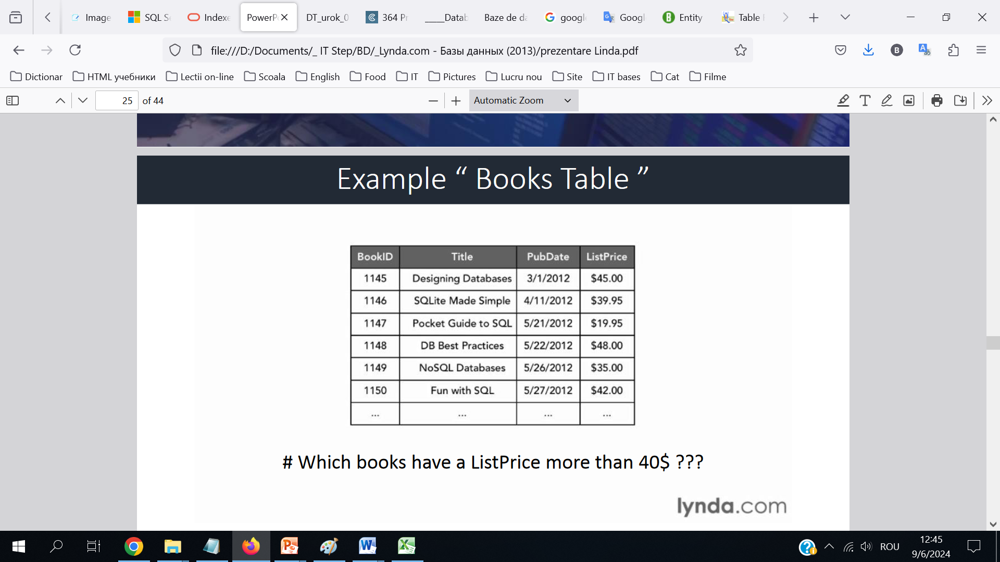 Image
SQL S
Indexe
PowerP
DT_urok_0
364 P
____Datab
Baze de da
googl
Googl
Entity
Table
file:///D:/Documents/_ IT Step/BD/_Lynda.com - Базы данных (2013)/prezentare Linda.pdf
Dictionar HTML учебники Lectii on-line Scoala English Food IT Pictures Lucru nou Site IT bases Cat Filme
25 of 44
Automatic Zoom
Example “ Books Table ”
BookID Title PubDate ListPrice
1145 Designing Databases 3/1/2012 $45.00
1146 SQLite Made Simple 4/11/2012 $39.95
1147 Pocket Guide to SQL 5/21/2012 $19.95
1148 DB Best Practices 5/22/2012 $48.00
1149 NoSQL Databases 5/26/2012 $35.00
1150 Fun with SQL 5/27/2012 $42.00
... ... ... ...
# Which books have a ListPrice more than 40$ ???
lynda.com
ROU
12:45
9/6/2024